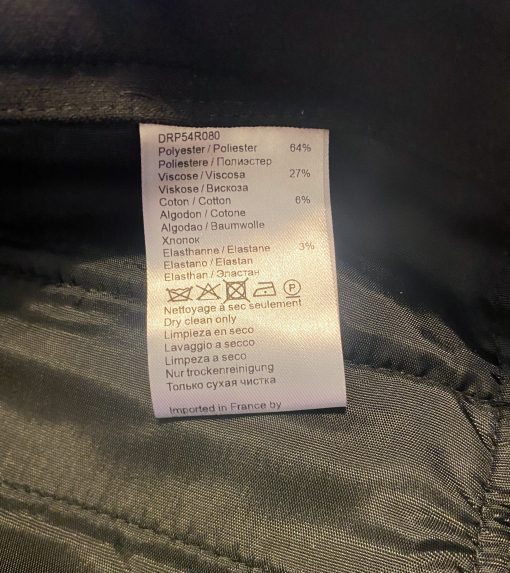 DRP54R080
Polyester / Poliester 64%
Poliestere / Полиэстер
Viscose / Viscosa 27%
Viskose / Вискоза
Coton / Cotton 6%
Algodon / Cotone
Algodao / Baumwolle
Хлопок
Elasthanne / Elastane 3%
Elastano / Elastan
Elasthan / Эластан
P
Nettoyage à sec seulement
Dry clean only
Limpieza en seco
Lavaggio a secco
Limpeza a seco
Nur trockenreinigung
Только сухая чистка
Imported in France by